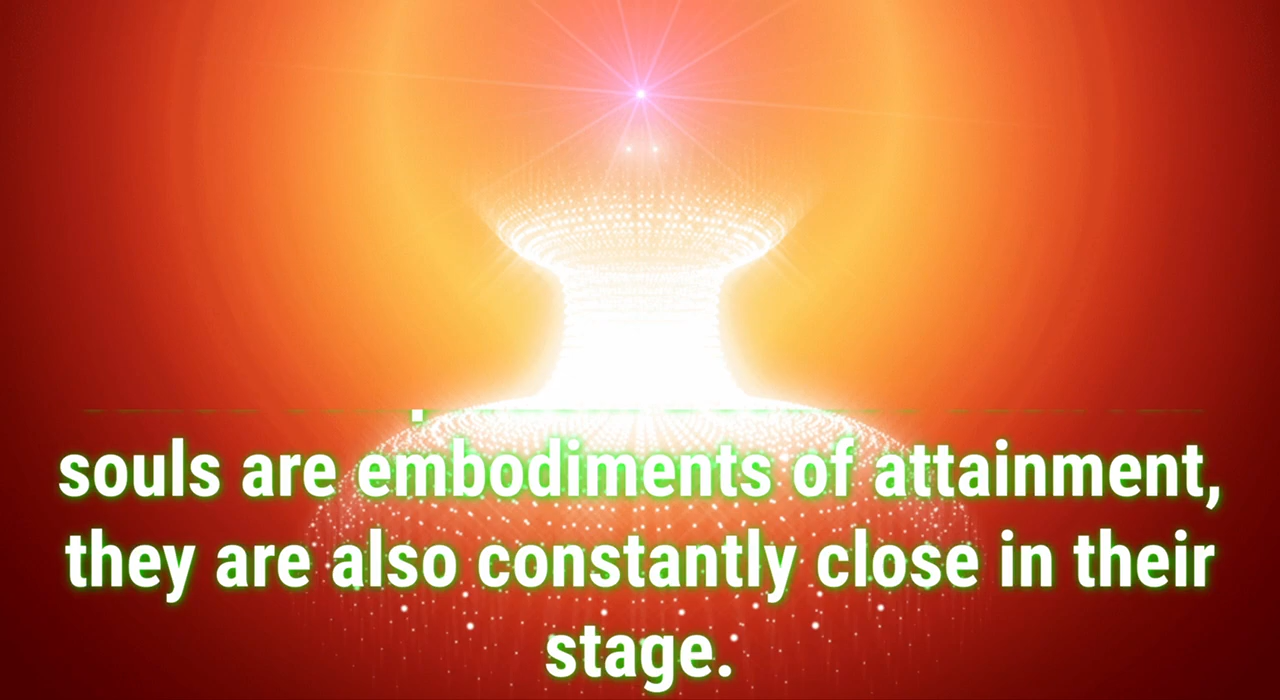 souls are embodiments of attainment,
they are also constantly close in their
stage.